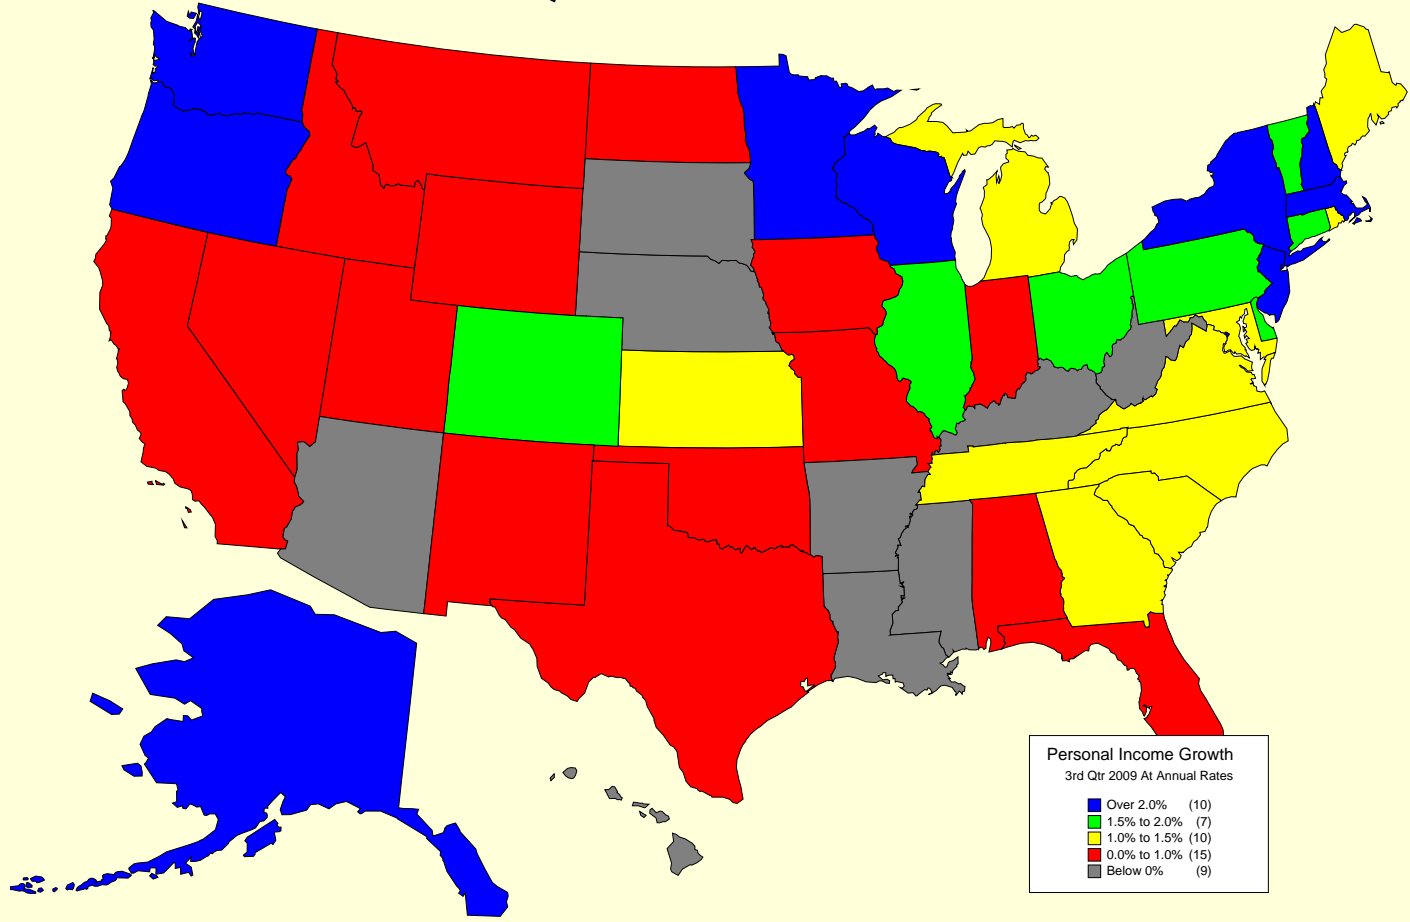 Personal Income Growth
3rd Qtr 2009 At Annual Rates
Over 2.0% (10)
1.5% to 2.0% (7)
1.0% to 1.5% (10)
0.0% to 1.0% (15)
Below 0% (9)